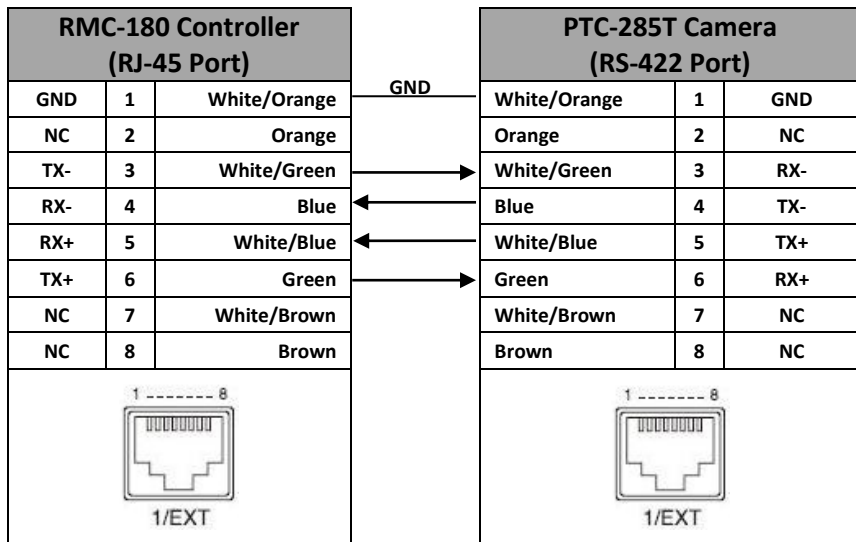 RMC-180 Controller
(RJ-45 Port)
PTC-285T Camera
(RS-422 Port)
GND 1 White/Orange GND White/Orange 1 GND
NC 2 Orange Orange 2 NC
TX- 3 White/Green White/Green 3 RX-
RX- 4 Blue Blue 4 TX-
RX+ 5 White/Blue White/Blue 5 TX+
TX+ 6 Green Green 6 RX+
NC 7 White/Brown White/Brown 7 NC
NC 8 Brown Brown 8 NC
1 ------- 8
1/EXT
1 ------- 8
1/EXT